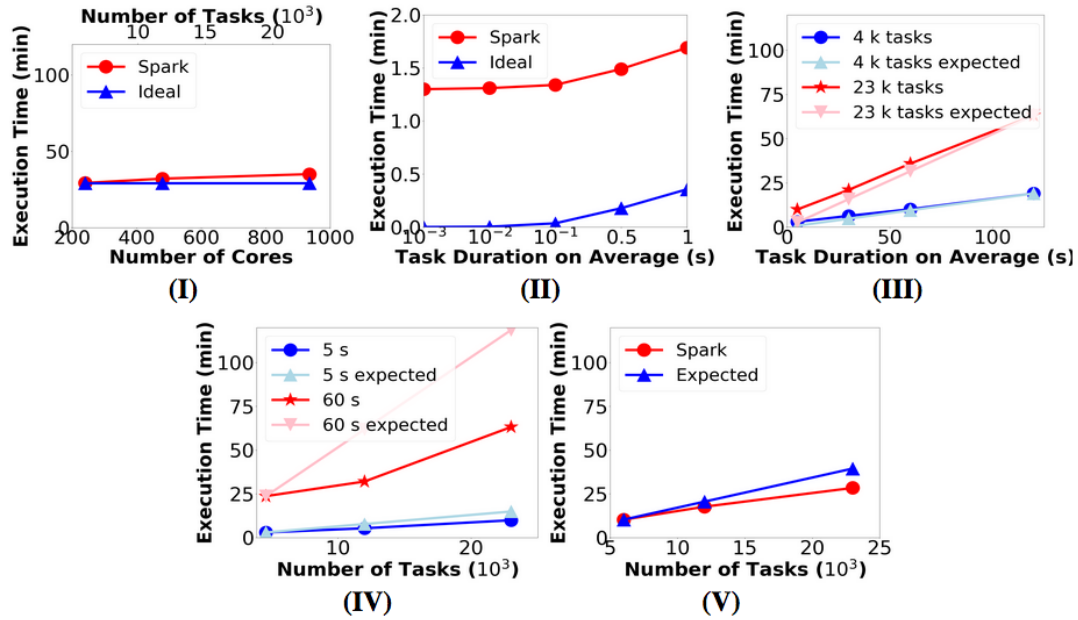 Number of Tasks (10³)
10 20
Execution Time (min)
100
50
0
Spark
Ideal
200 400 600 800 1000
Number of Cores
(I)
Execution Time (min)
2.0
1.5
1.0
0.5
0.0
Spark
Ideal
10⁻³ 10⁻² 10⁻¹ 0.5 1
Task Duration on Average (s)
(II)
Execution Time (min)
100
75
50
25
0
4 k tasks
4 k tasks expected
23 k tasks
23 k tasks expected
0 50 100
Task Duration on Average (s)
(III)
Execution Time (min)
100
75
50
25
0
5 s
5 s expected
60 s
60 s expected
10 20
Number of Tasks (10³)
(IV)
Execution Time (min)
100
75
50
25
0
Spark
Expected
5 10 15 20 25
Number of Tasks (10³)
(V)